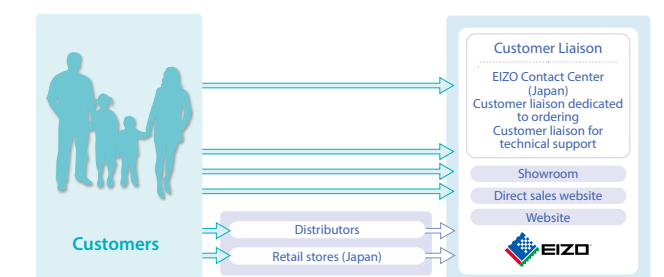 Customers
Distributors
Retail stores (Japan)
Customer Liaison
EIZO Contact Center
(Japan)
Customer liaison dedicated
to ordering
Customer liaison for
technical support
Showroom
Direct sales website
Website
EIZO